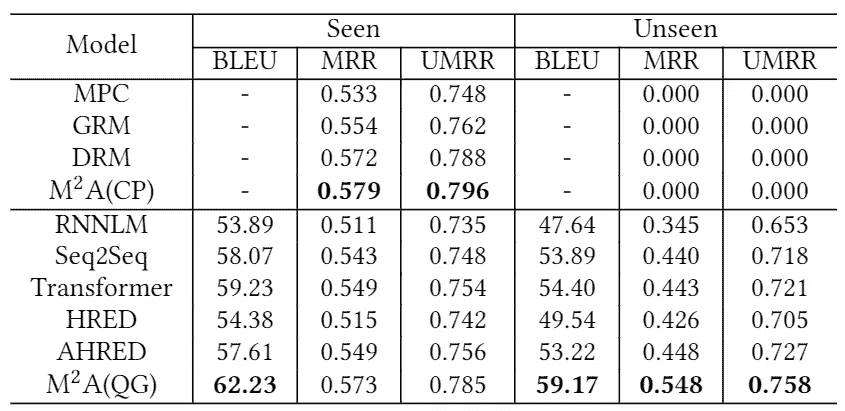 Model Seen Unseen
BLEU MRR UMRR BLEU MRR UMRR
MPC - 0.533 0.748 - 0.000 0.000
GRM - 0.554 0.762 - 0.000 0.000
DRM - 0.572 0.788 - 0.000 0.000
M²A(CP) - 0.579 0.796 - 0.000 0.000
RNNLM 53.89 0.511 0.735 47.64 0.345 0.653
Seq2Seq 58.07 0.543 0.748 53.89 0.440 0.718
Transformer 59.23 0.549 0.754 54.40 0.443 0.721
HRED 54.38 0.515 0.742 49.54 0.426 0.705
AHRED 57.61 0.549 0.756 53.22 0.448 0.727
M²A(QG) 62.23 0.573 0.785 59.17 0.548 0.758